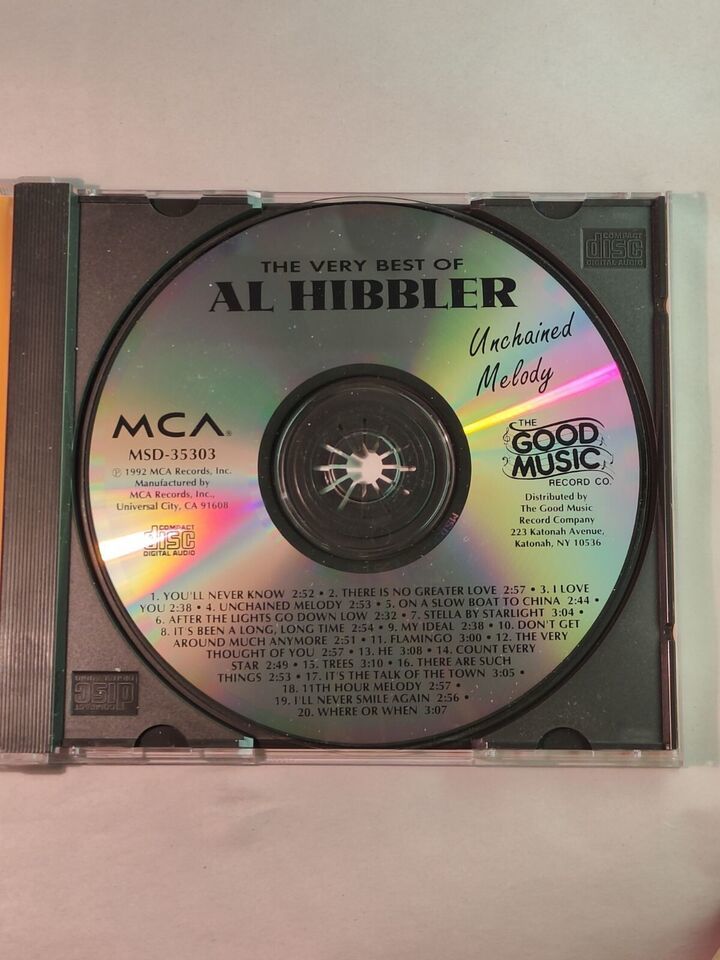 COMPACT
disc
DIGITAL AUDIO
THE VERY BEST OF
AL HIBBLER
Unchained
Melody
MCA®
MSD-35303
℗ 1992 MCA Records, Inc.
Manufactured by
MCA Records, Inc.,
Universal City, CA 91608
COMPACT
disc
DIGITAL AUDIO
THE
GOOD
MUSIC
RECORD CO.
Distributed by
The Good Music
Record Company
223 Katonah Avenue,
Katonah, NY 10536
1. YOU'LL NEVER KNOW 2:52 • 2. THERE IS NO GREATER LOVE 2:57 • 3. I LOVE
YOU 2:38 • 4. UNCHAINED MELODY 2:53 • 5. ON A SLOW BOAT TO CHINA 2:44 •
6. AFTER THE LIGHTS GO DOWN LOW 2:32 • 7. STELLA BY STARLIGHT 3:04 •
8. IT'S BEEN A LONG, LONG TIME 2:54 • 9. MY IDEAL 2:38 • 10. DON'T GET
AROUND MUCH ANYMORE 2:51 • 11. FLAMINGO 3:00 • 12. THE VERY
THOUGHT OF YOU 2:57 • 13. HE 3:08 • 14. COUNT EVERY
STAR 2:49 • 15. TREES 3:10 • 16. THERE ARE SUCH
THINGS 2:53 • 17. IT'S THE TALK OF THE TOWN 3:05 •
18. 11TH HOUR MELODY 2:57 •
19. I'LL NEVER SMILE AGAIN 2:56 •
20. WHERE OR WHEN 3:07
COMPACT
disc
DIGITAL AUDIO